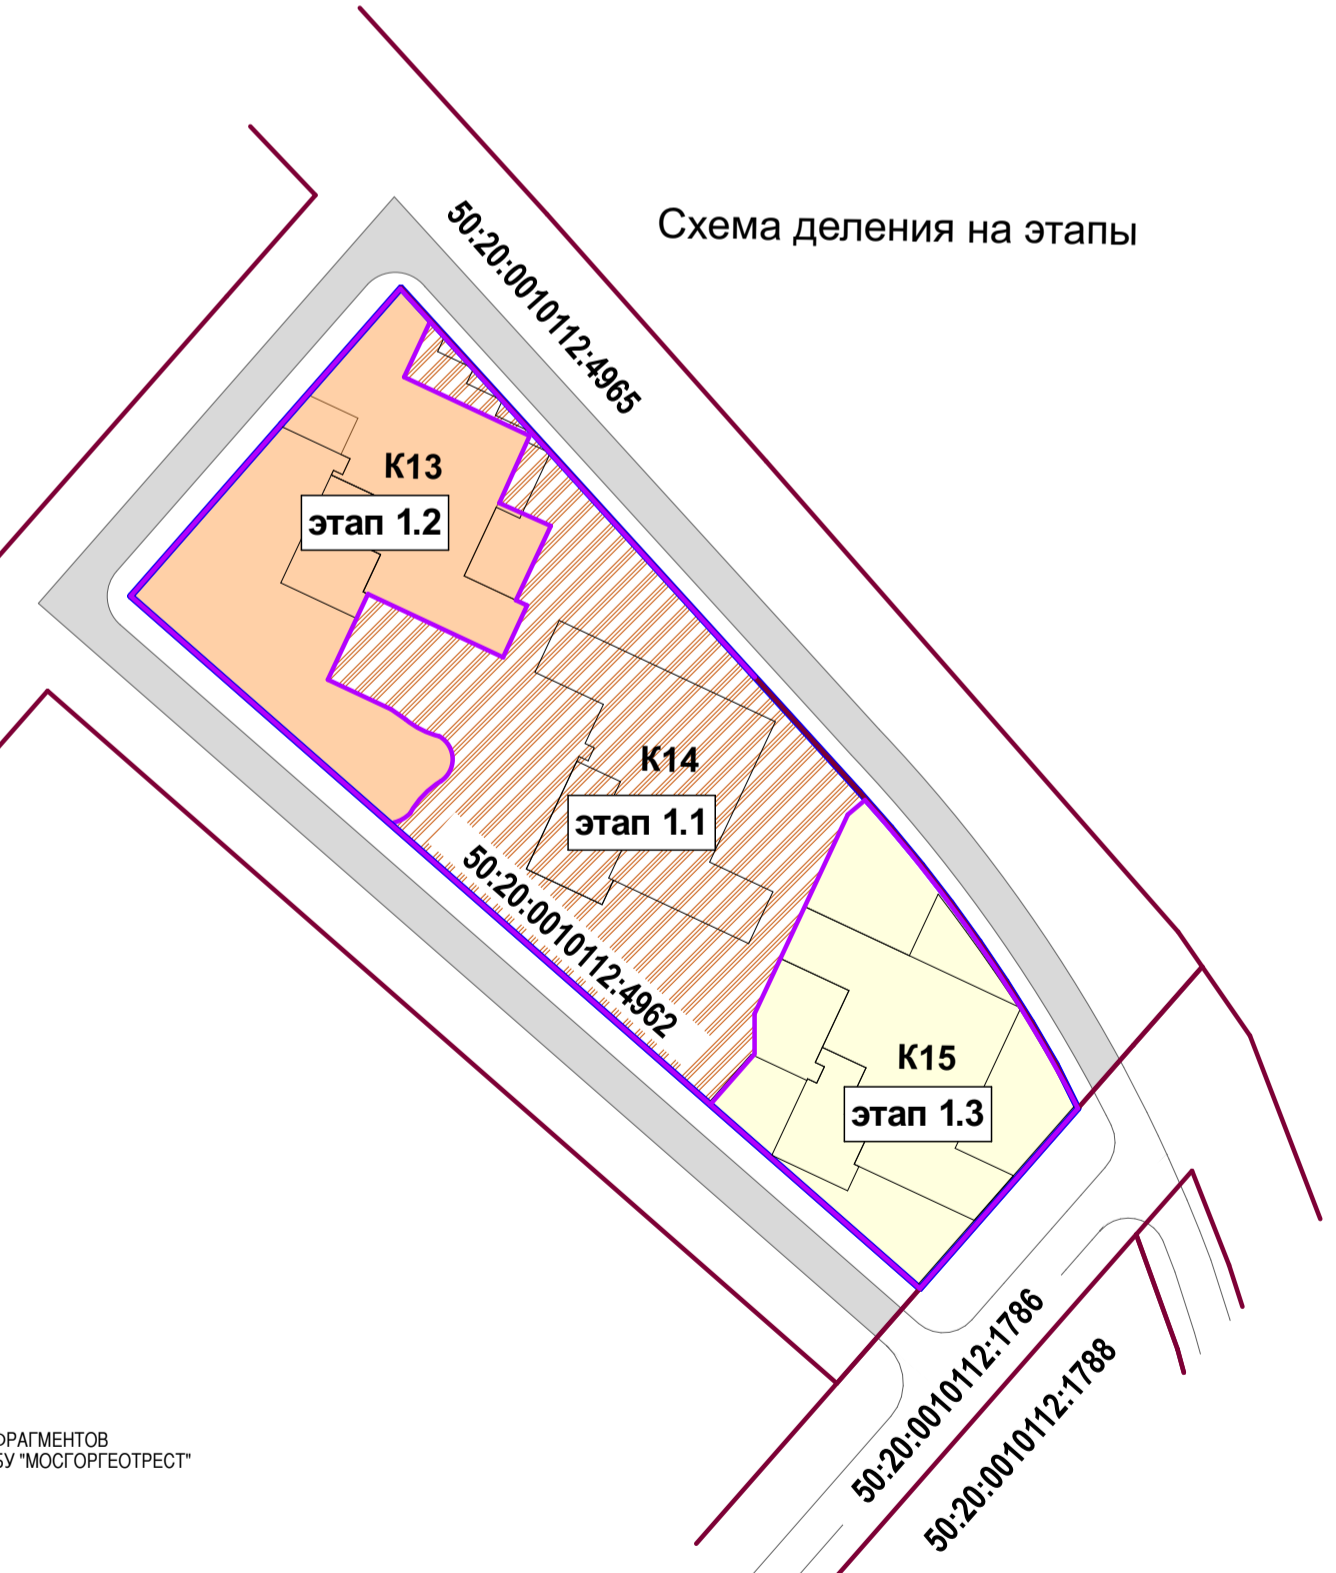 Схема деления на этапы
50:20:0010112:4965
К13
этап 1.2
К14
этап 1.1
50:20:0010112:4962
К15
этап 1.3
50:20:0010112:1786
50:20:0010112:1788
ФРАГМЕНТОВ
БУ "МОСГОРГЕОТРЕСТ"